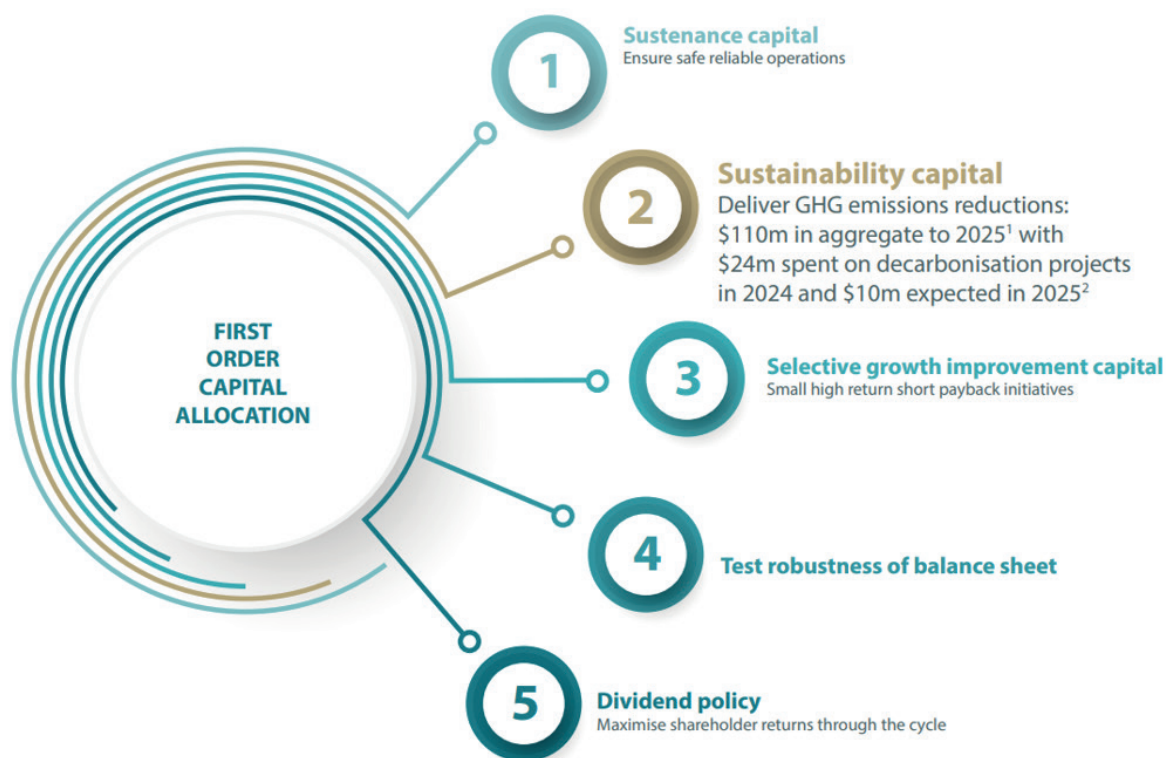 1
Sustenance capital
Ensure safe reliable operations
2
Sustainability capital
Deliver GHG emissions reductions:
$110m in aggregate to 2025¹ with
$24m spent on decarbonisation projects
in 2024 and $10m expected in 2025²
FIRST
ORDER
CAPITAL
ALLOCATION
3
Selective growth improvement capital
Small high return short payback initiatives
4
Test robustness of balance sheet
5
Dividend policy
Maximise shareholder returns through the cycle